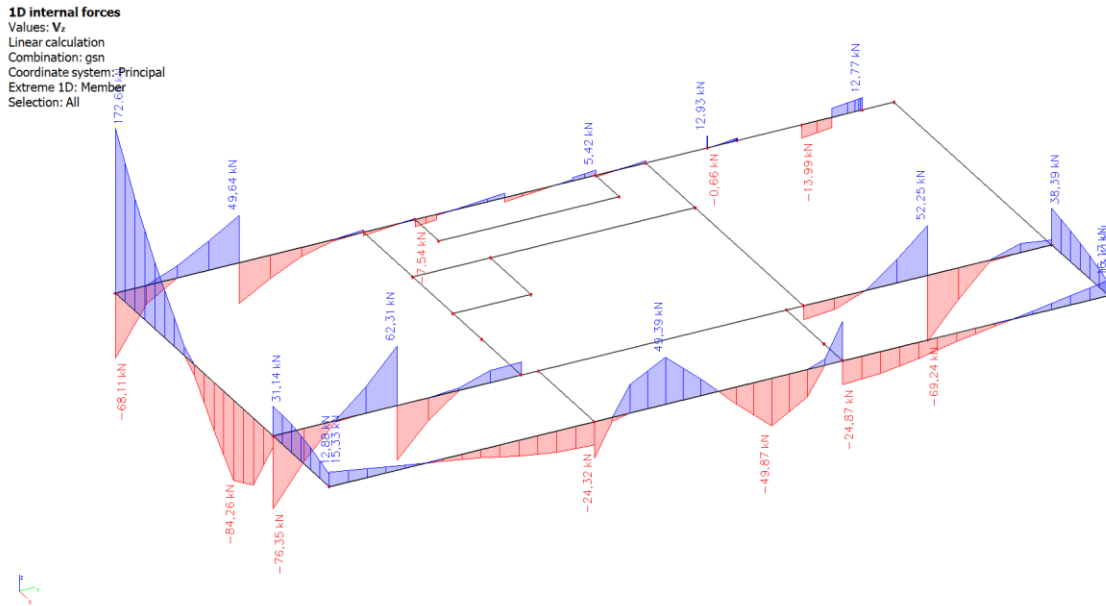 1D internal forces
Values: Vz
Linear calculation
Combination: gsn
Coordinate system: Principal
Extreme 1D: Member
Selection: All
49,64 kN
-68,11 kN
-84,26 kN
31,14 kN
-76,35 kN
12,88 kN
15,33 kN
62,31 kN
-7,54 kN
5,42 kN
12,93 kN
-0,66 kN
-13,99 kN
12,77 kN
49,39 kN
-24,32 kN
-49,87 kN
-24,87 kN
52,25 kN
-69,24 kN
38,39 kN